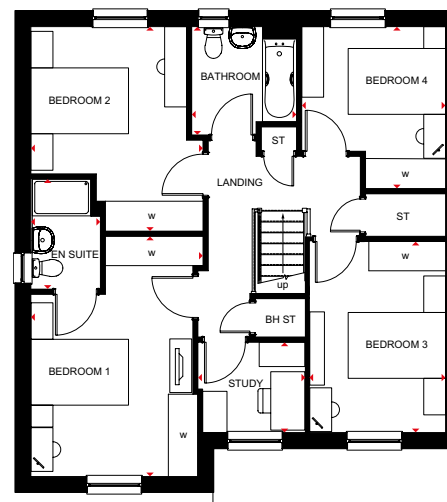 BATHROOM
BEDROOM 4
BEDROOM 2
ST
LANDING
w
w
ST
EN SUITE
w
w
up
BH ST
BEDROOM 3
BEDROOM 1
STUDY
w